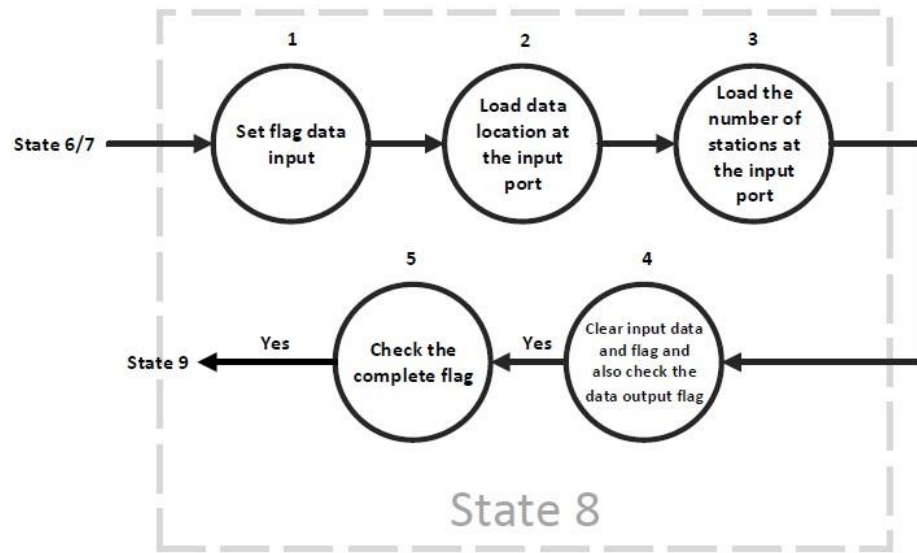 1
2
3
State 6/7
Set flag data
input
Load data
location at
the input
port
Load the
number of
stations at
the input
port
5
4
State 9
Yes
Check the
complete flag
Yes
Clear input data
and flag and
also check the
data output flag
State 8